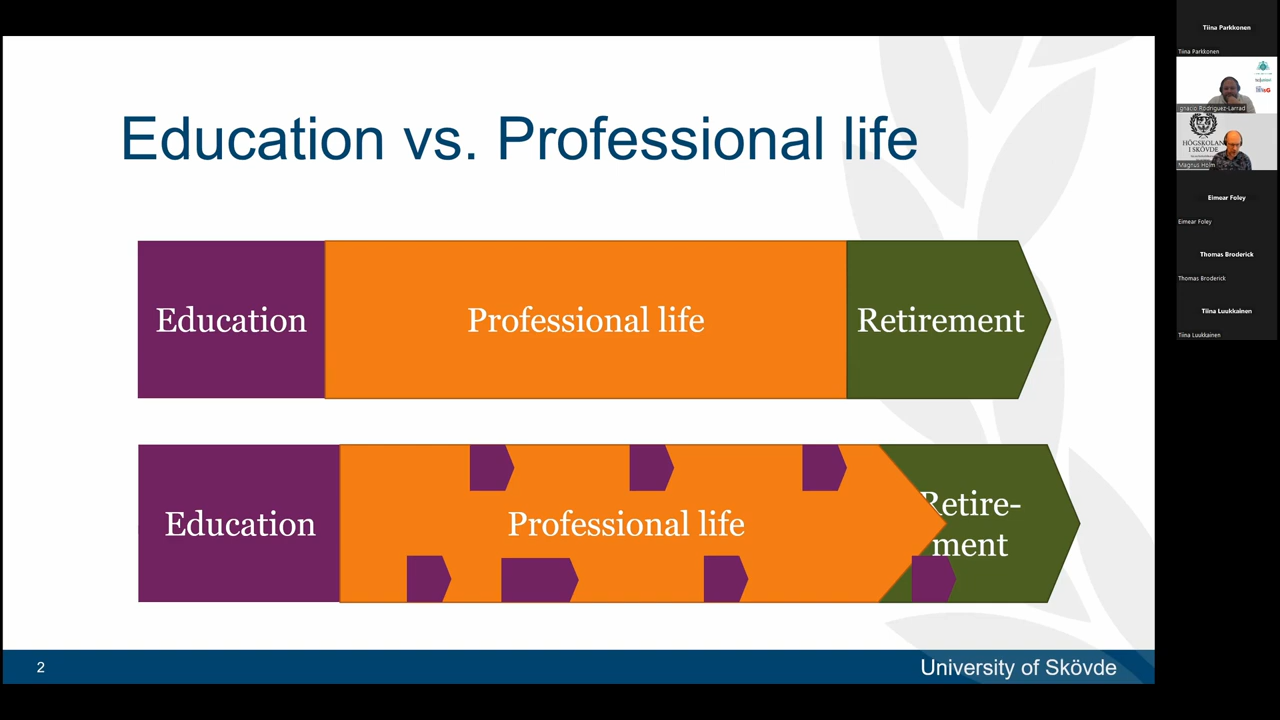 Education vs. Professional life
Education
Professional life
Retirement
Education
Professional life
Retire-
ment
2
University of Skövde
Tiina Parkkonen
Tiina Parkkonen
Ignacio Rodriguez-Larrad
HÖGSKOLAN
I SKÖVDE
Magnus Holm
Eimear Foley
Eimear Foley
Thomas Broderick
Thomas Broderick
Tiina Luukkainen
Tiina Luukkainen